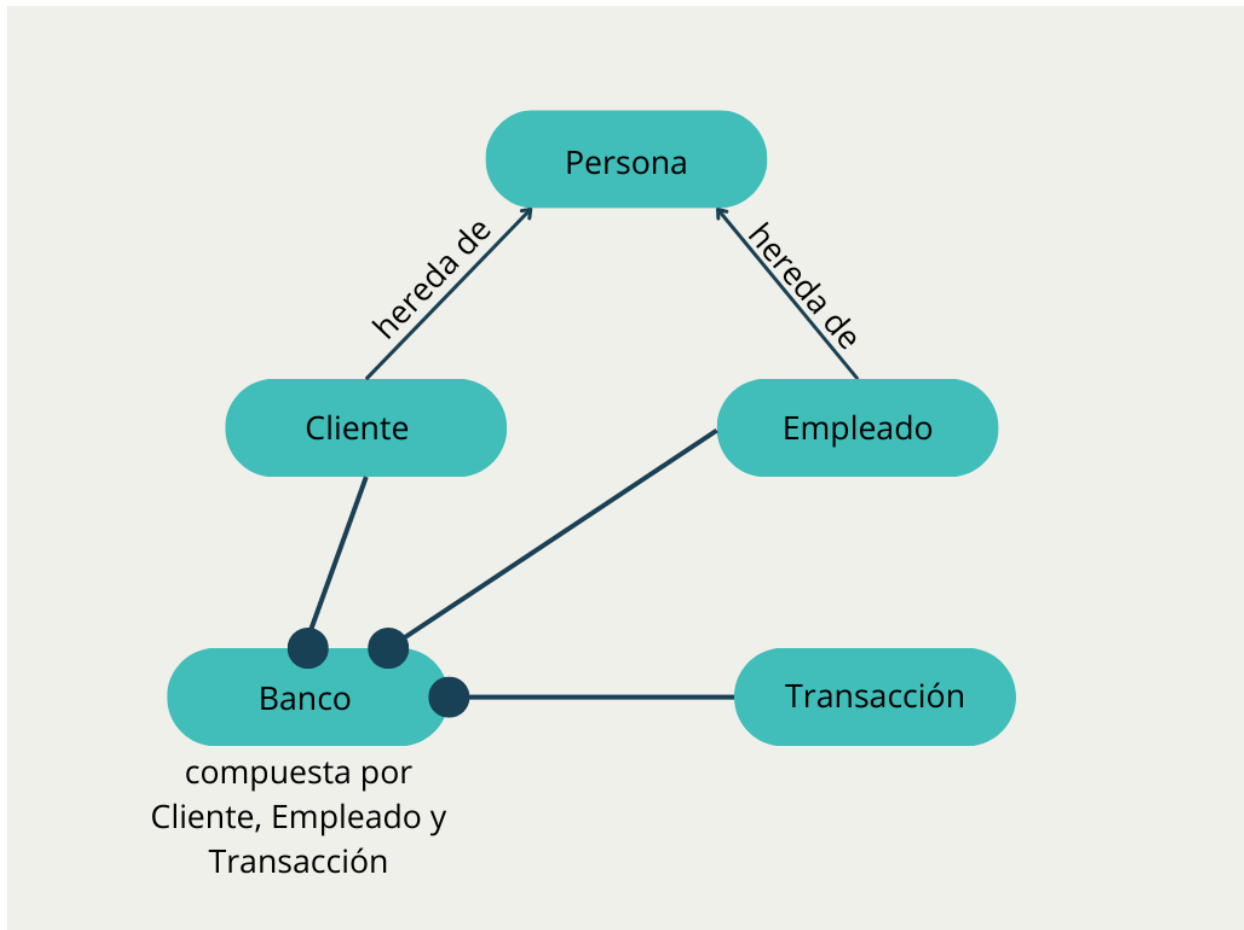 Persona
hereda de
hereda de
Cliente
Empleado
Banco
Transacción
compuesta por
Cliente, Empleado y
Transacción